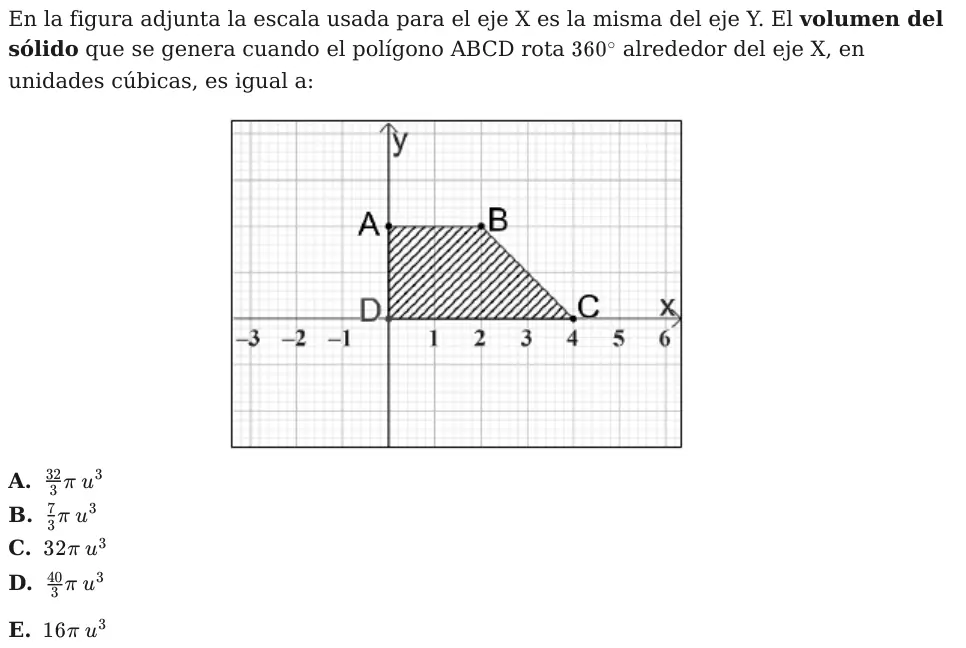 En la figura adjunta la escala usada para el eje X es la misma del eje Y. El volumen del
sólido que se genera cuando el polígono ABCD rota 360° alrededor del eje X, en
unidades cúbicas, es igual a:
y
A B
D C x
–3 –2 –1 1 2 3 4 5 6
A. 32/3 π u³
B. 7/3 π u³
C. 32π u³
D. 40/3 π u³
E. 16π u³